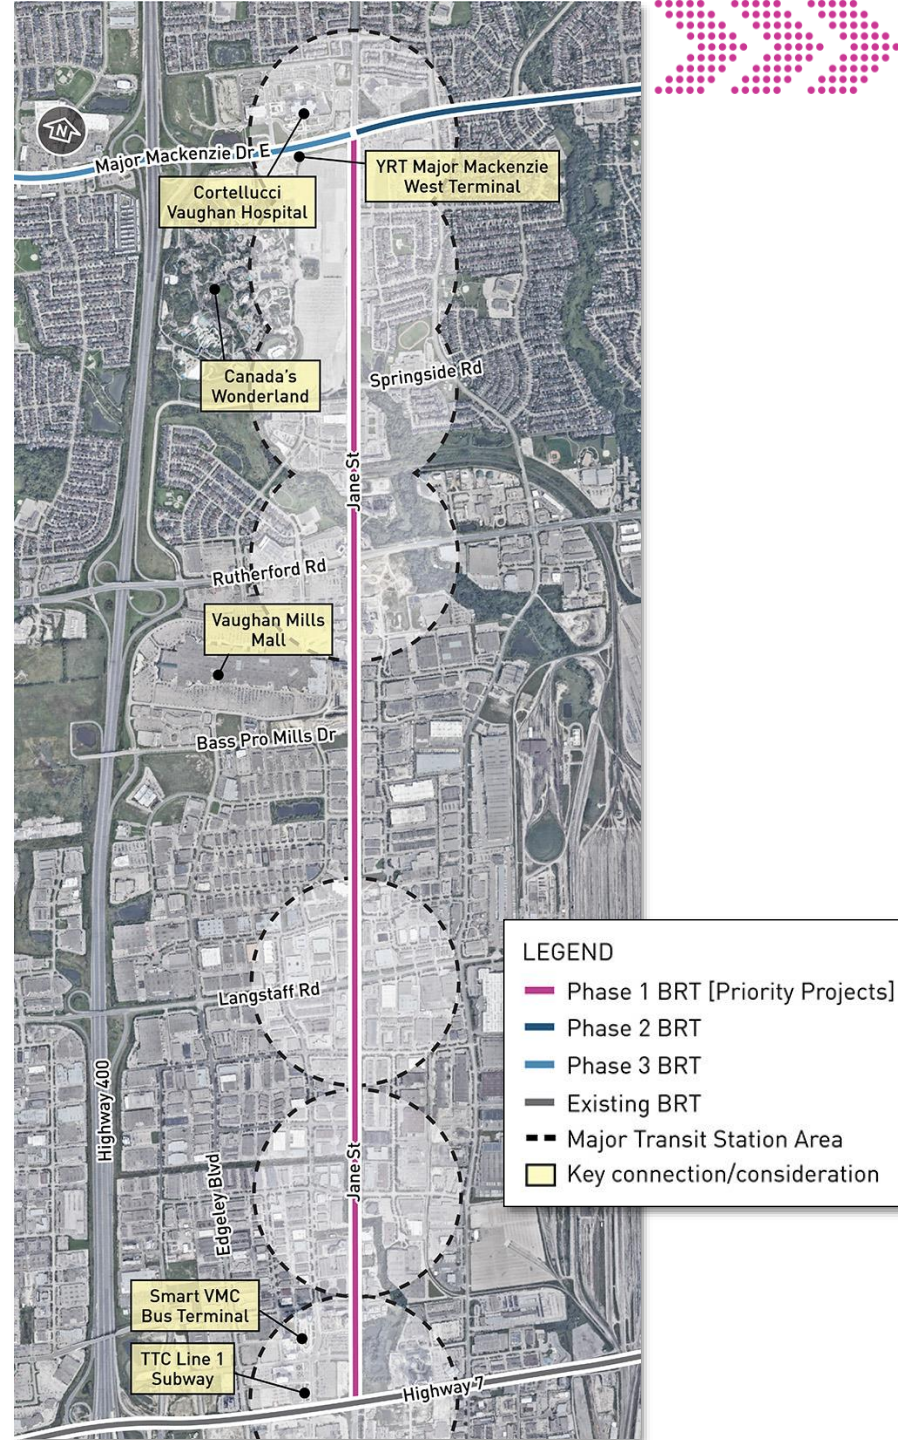 N
Major Mackenzie Dr E
YRT Major Mackenzie
West Terminal
Cortellucci
Vaughan Hospital
Canada's
Wonderland
Springside Rd
Jane St
Rutherford Rd
Vaughan Mills
Mall
Bass Pro Mills Dr
Langstaff Rd
Highway 400
Edgeley Blvd
Jane St
Smart VMC
Bus Terminal
TTC Line 1
Subway
Highway 7
LEGEND
Phase 1 BRT [Priority Projects]
Phase 2 BRT
Phase 3 BRT
Existing BRT
Major Transit Station Area
Key connection/consideration